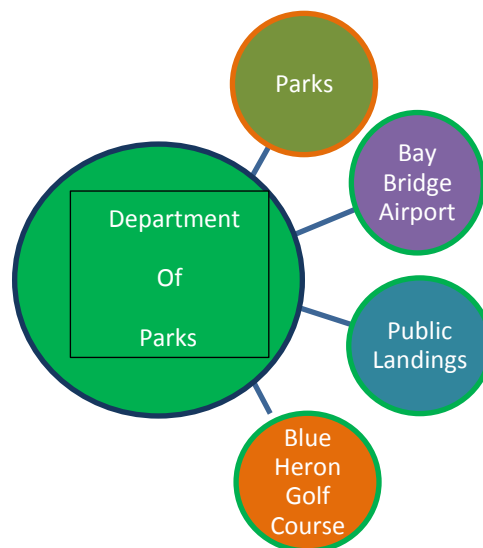 Parks
Bay
Bridge
Airport
Department
Of
Parks
Public
Landings
Blue
Heron
Golf
Course